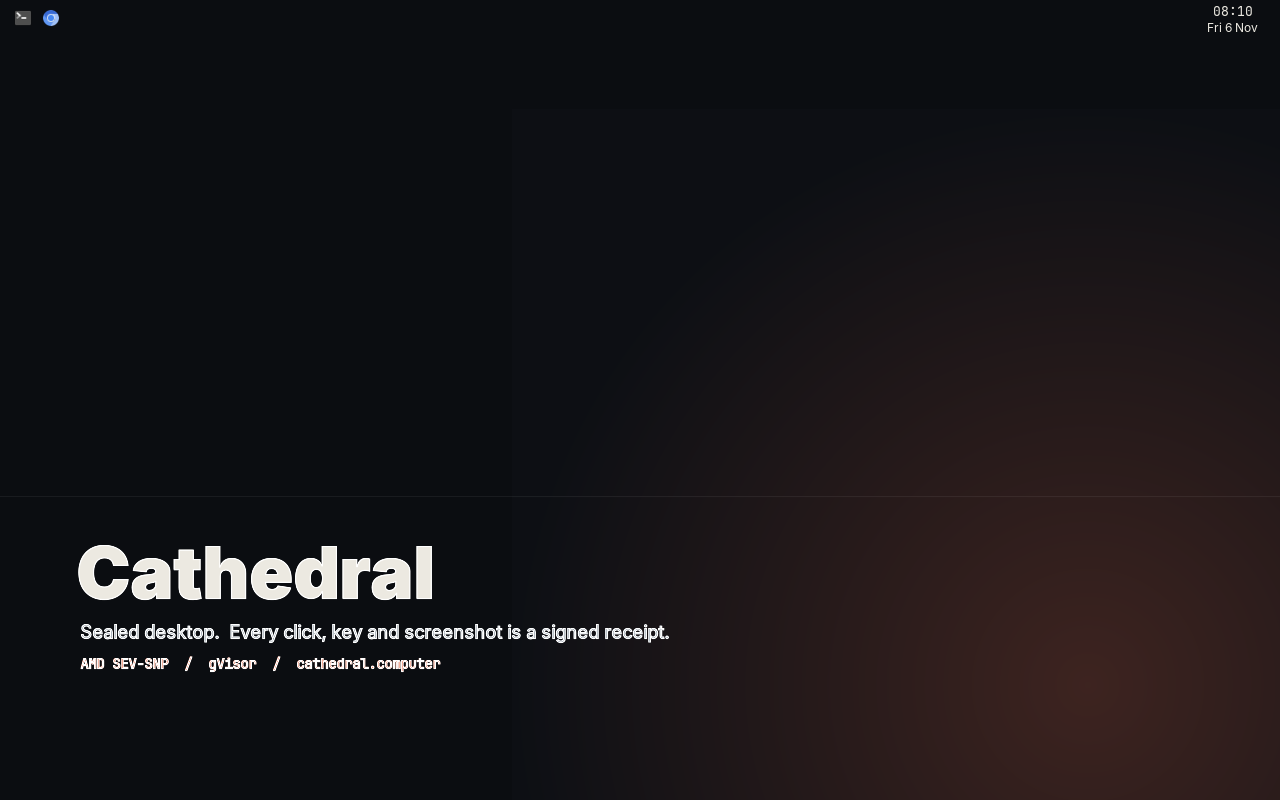 08:10
Fri 6 Nov
Cathedral
Sealed desktop.  Every click, key and screenshot is a signed receipt.
AMD SEV-SNP  /  gVisor  /  cathedral.computer